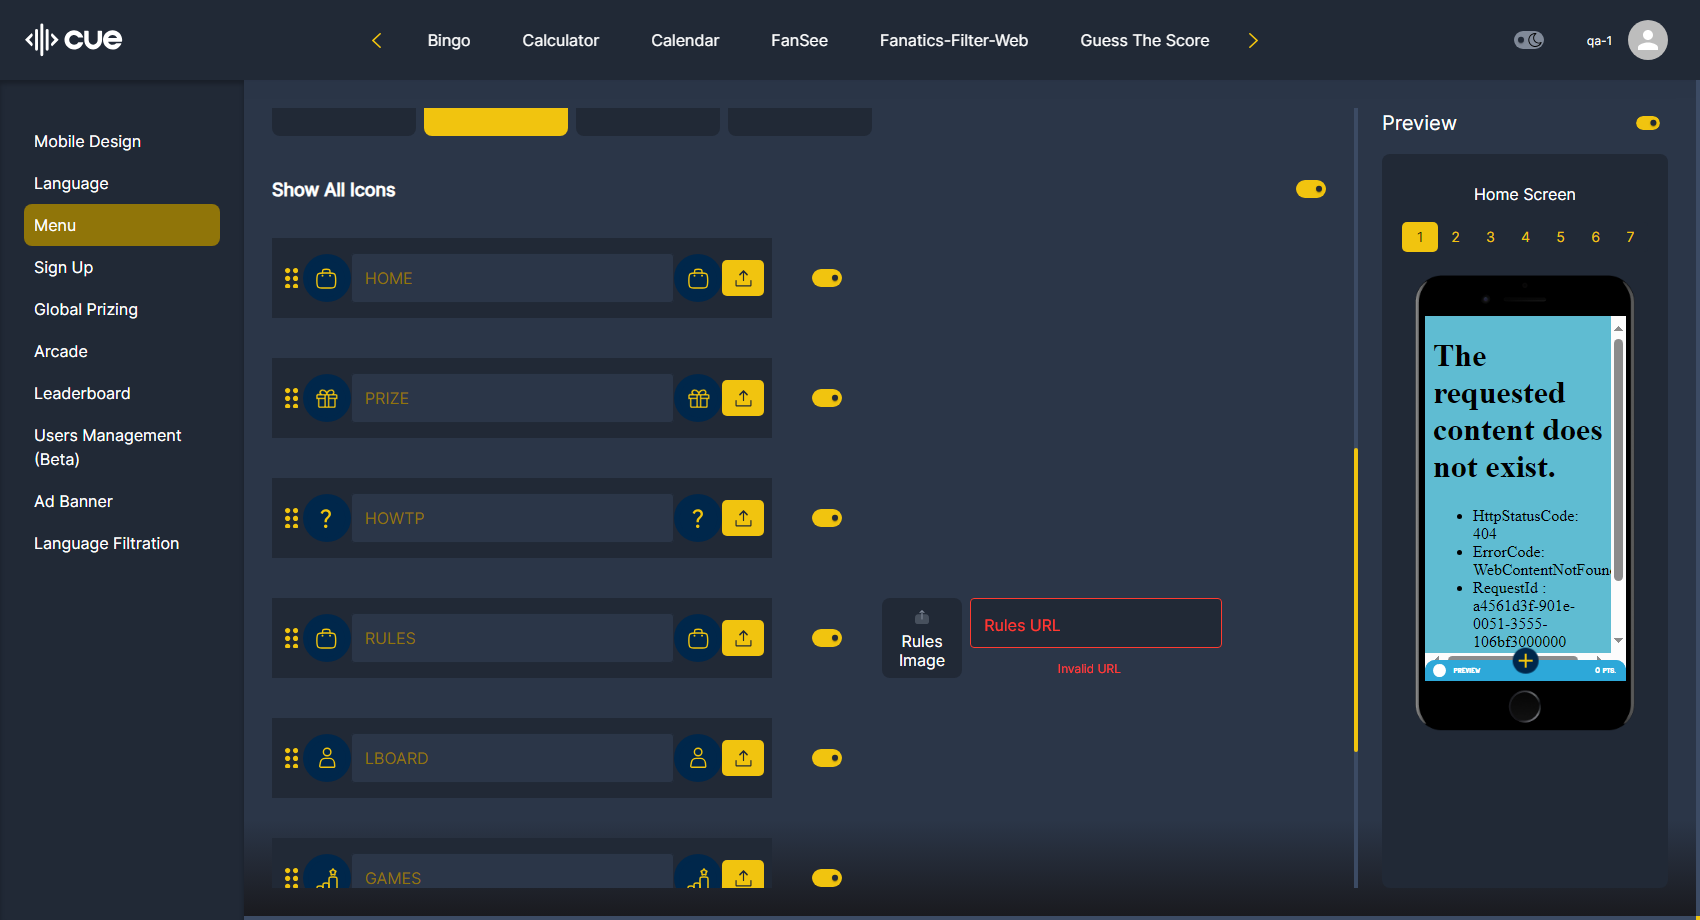 cue
Bingo
Calculator
Calendar
FanSee
Fanatics-Filter-Web
Guess The Score
qa-1
Mobile Design
Language
Menu
Sign Up
Global Prizing
Arcade
Leaderboard
Users Management
(Beta)
Ad Banner
Language Filtration
Show All Icons
HOME
PRIZE
?
HOWTP
?
RULES
Rules
Image
Rules URL
Invalid URL
LBOARD
GAMES
Preview
Home Screen
1 2 3 4 5 6 7
The
requested
content does
not exist.
HttpStatusCode:
404
ErrorCode:
WebContentNotFoun
RequestId :
a4561d3f-901e-
0051-3555-
106bf3000000
PREVIEW
0 PTS.